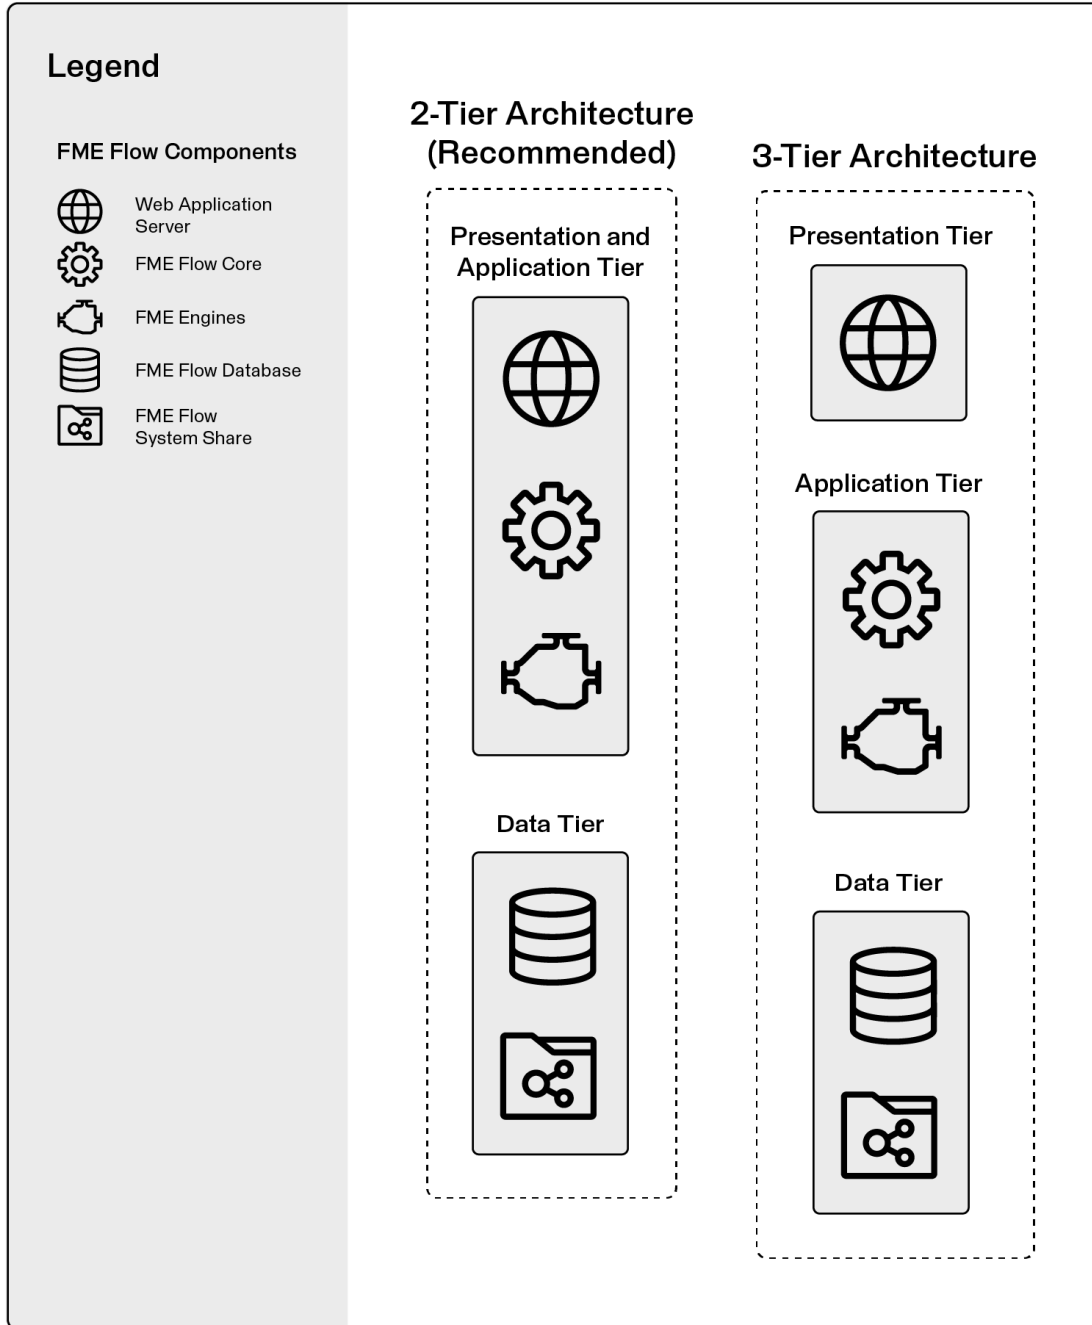 Legend
FME Flow Components
Web Application
Server
FME Flow Core
FME Engines
FME Flow Database
FME Flow
System Share
2-Tier Architecture
(Recommended)
Presentation and
Application Tier
Data Tier
3-Tier Architecture
Presentation Tier
Application Tier
Data Tier